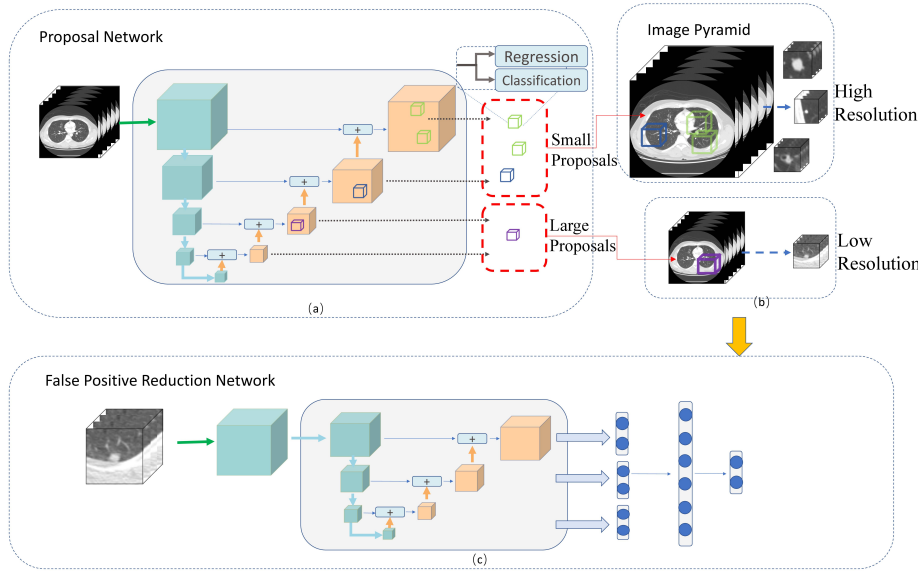 Proposal Network
Regression
Classification
+
+
+
+
Small
Proposals
Large
Proposals
(a)
Image Pyramid
High
Resolution
Low
Resolution
(b)
False Positive Reduction Network
+
+
+
(c)